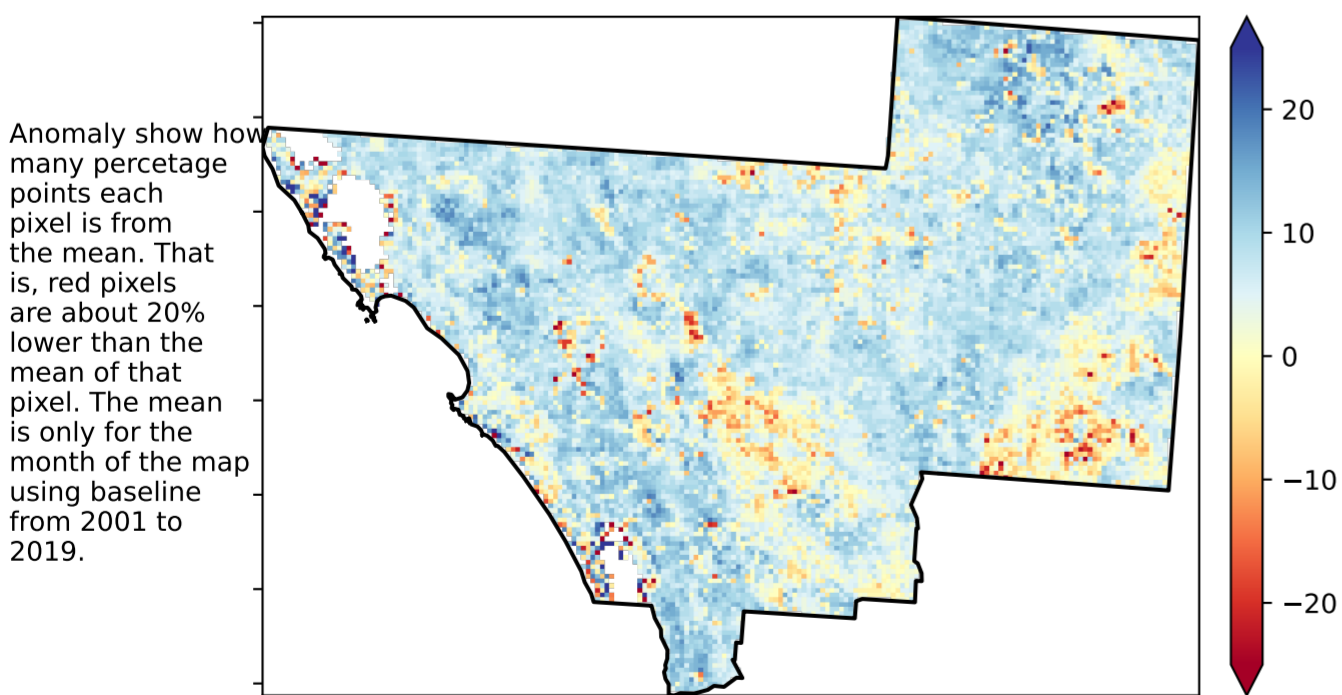 Anomaly show how
many percetage
points each
pixel is from
the mean. That
is, red pixels
are about 20%
lower than the
mean of that
pixel. The mean
is only for the
month of the map
using baseline
from 2001 to
2019.
20
10
0
−10
−20